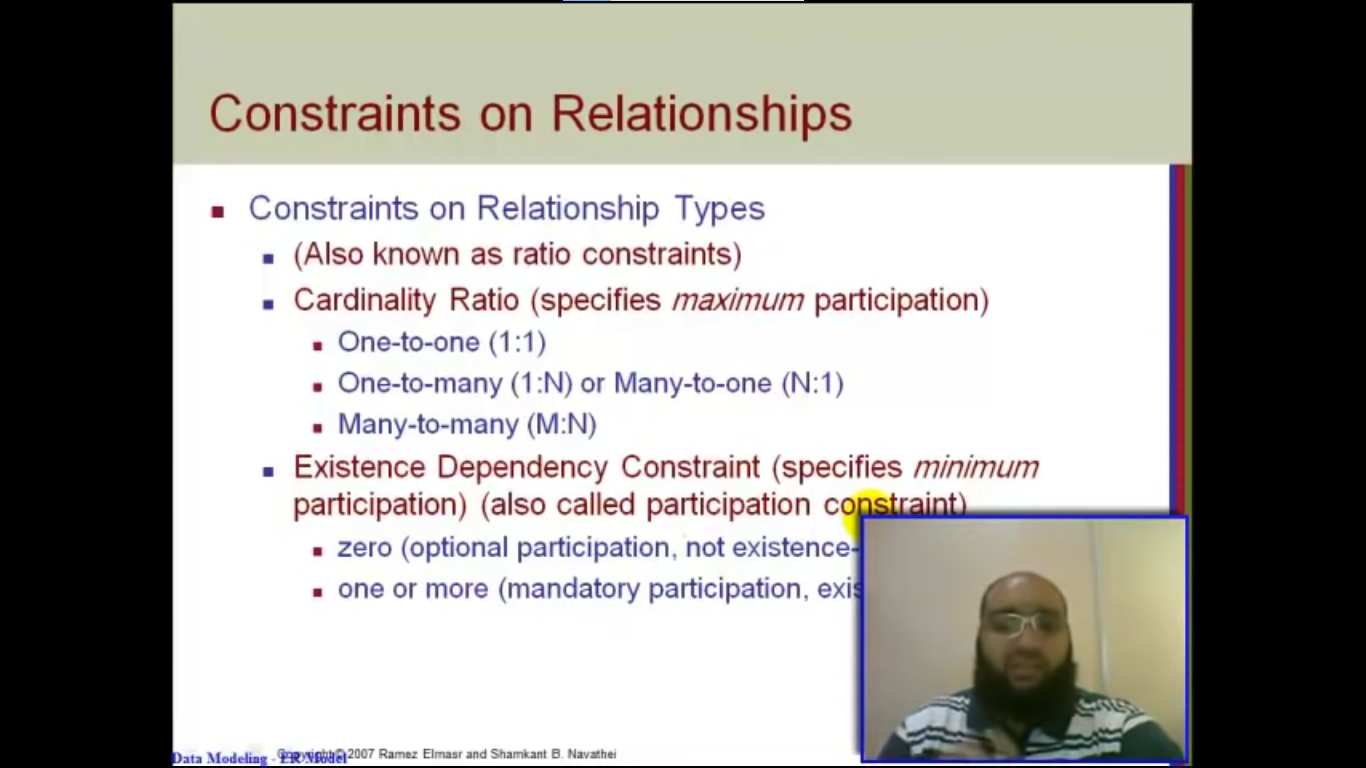 Constraints on Relationships
Constraints on Relationship Types
(Also known as ratio constraints)
Cardinality Ratio (specifies maximum participation)
One-to-one (1:1)
One-to-many (1:N) or Many-to-one (N:1)
Many-to-many (M:N)
Existence Dependency Constraint (specifies minimum
participation) (also called participation constraint)
zero (optional participation, not existence-
one or more (mandatory participation,
Data Modeling - ER Model
Copyright © 2007 Ramez Elmasr and Shamkant B. Navathei